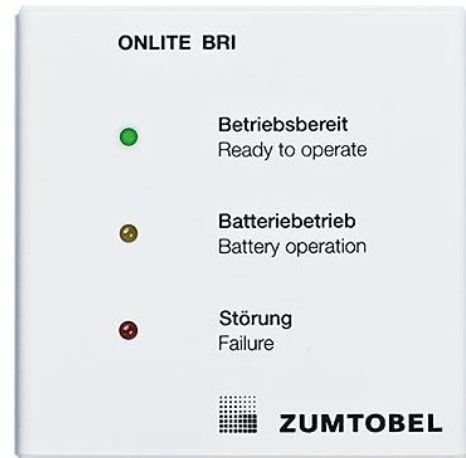 ONLITE BRI
Betriebsbereit
Ready to operate
Batteriebetrieb
Battery operation
Störung
Failure
ZUMTOBEL